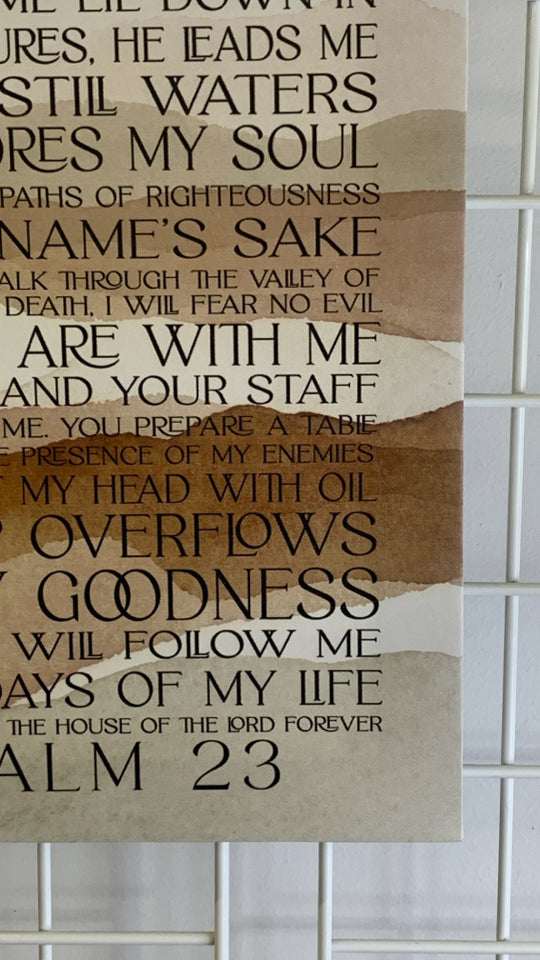 ME LIE DOWN IN
URES, HE LEADS ME
STILL WATERS
ORES MY SOUL
PATHS OF RIGHTEOUSNESS
NAME'S SAKE
ALK THROUGH THE VALLEY OF
DEATH, I WILL FEAR NO EVIL
ARE WITH ME
AND YOUR STAFF
ME. YOU PREPARE A TABLE
E PRESENCE OF MY ENEMIES
MY HEAD WITH OIL
OVERFLOWS
GOODNESS
WILL FOLLOW ME
DAYS OF MY LIFE
THE HOUSE OF THE LORD FOREVER
ALM 23